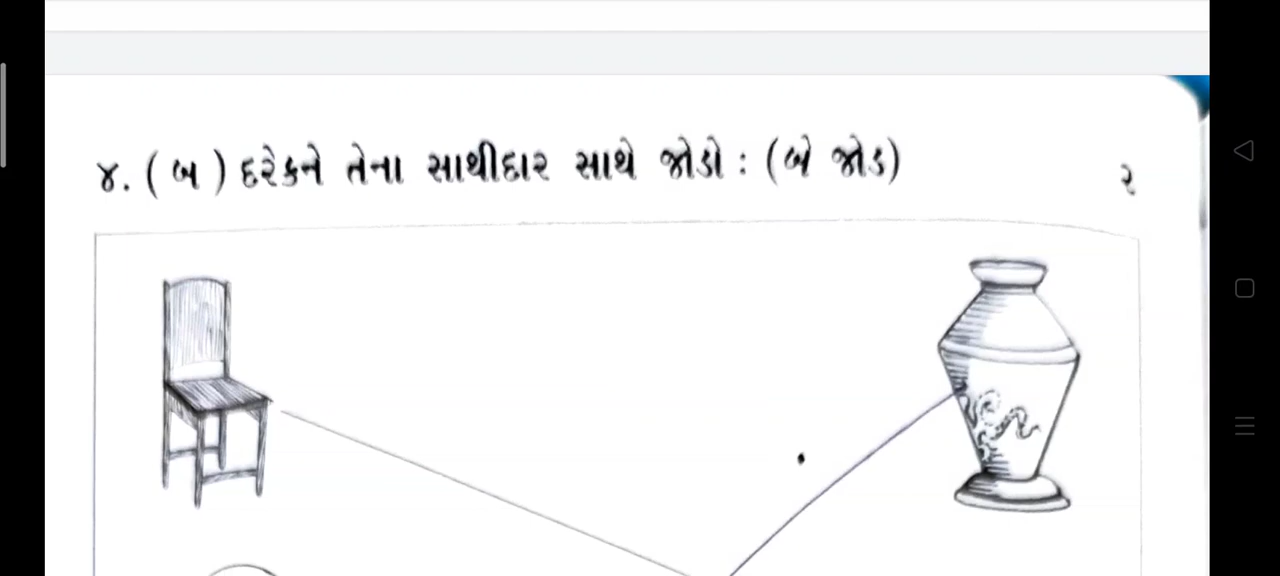 ૪. ( બ ) દરેકને તેના સાથીદાર સાથે જોડો : (બે જોડ) ૨